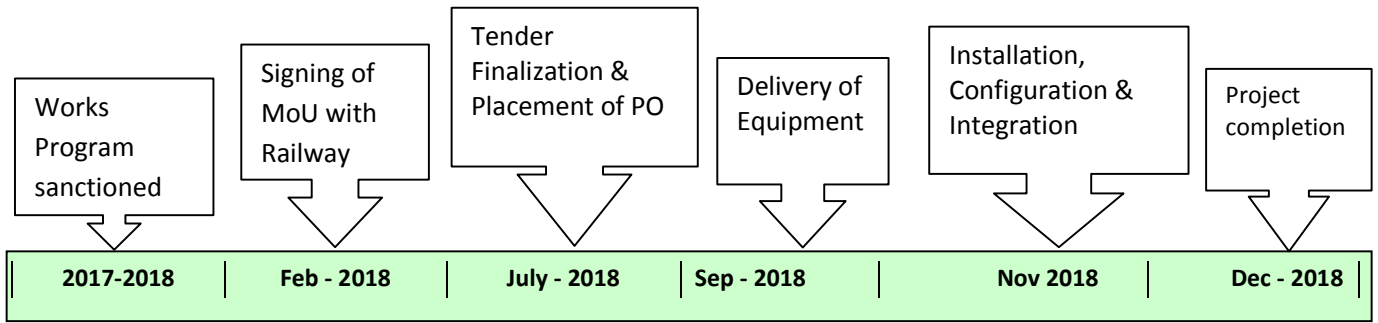 Works
Program
sanctioned
Signing of
MoU with
Railway
Tender
Finalization &
Placement of PO
Delivery of
Equipment
Installation,
Configuration &
Integration
Project
completion
2017-2018
Feb - 2018
July - 2018
Sep - 2018
Nov 2018
Dec - 2018